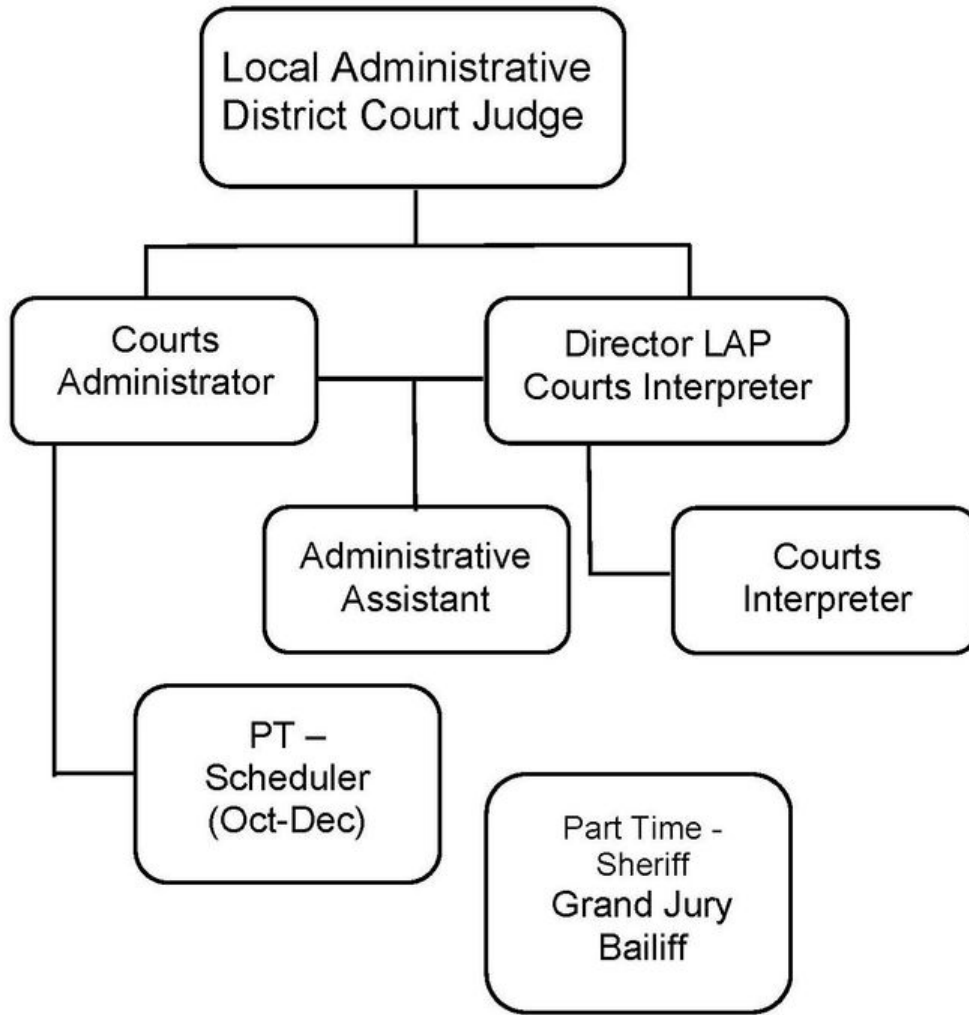 Local Administrative
District Court Judge
Courts
Administrator
Director LAP
Courts Interpreter
Administrative
Assistant
Courts
Interpreter
PT –
Scheduler
(Oct-Dec)
Part Time -
Sheriff
Grand Jury
Bailiff